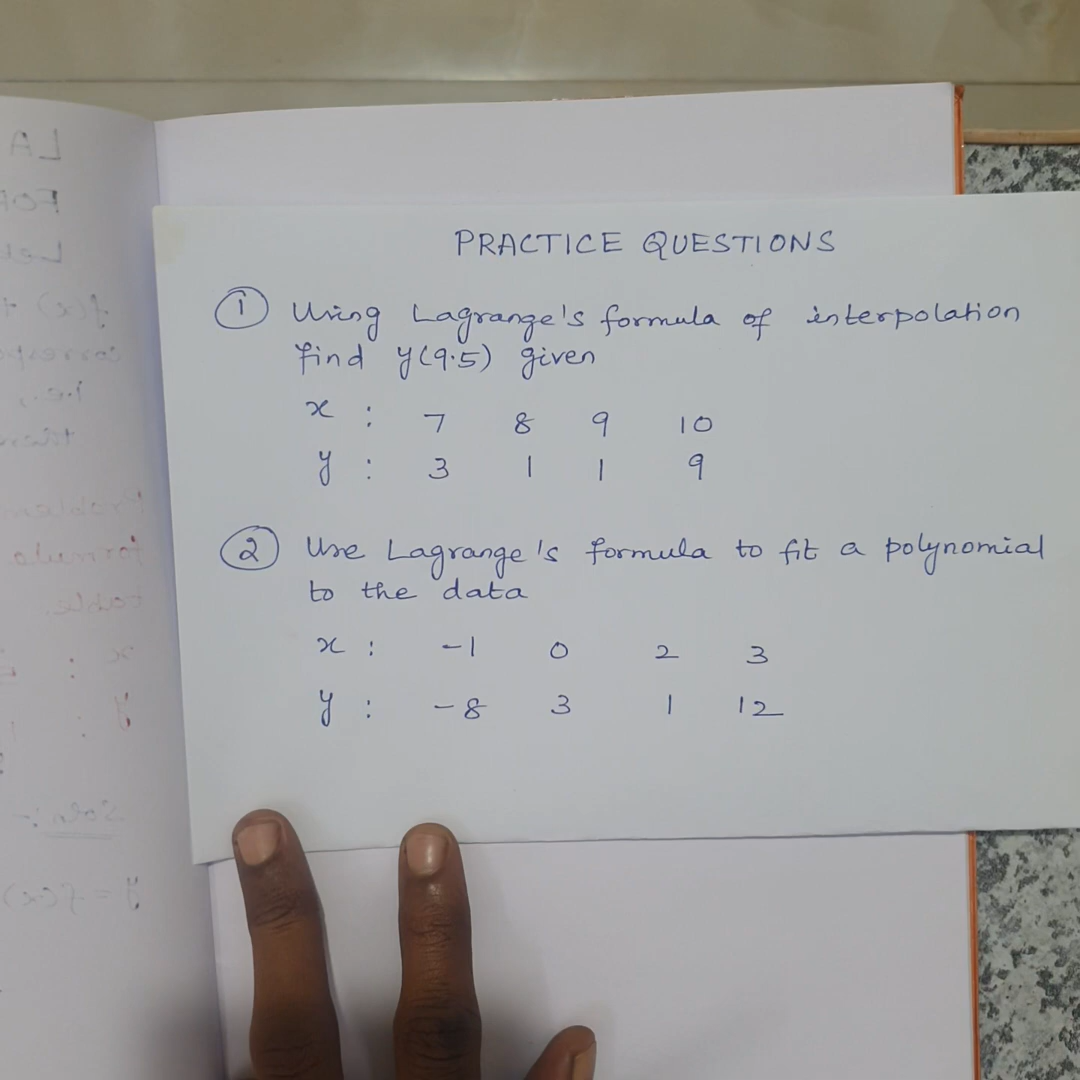 PRACTICE QUESTIONS
① Using Lagrange's formula of interpolation
find y(9.5) given
x : 7 8 9 10
y : 3 1 1 9
② Use Lagrange's formula to fit a polynomial
to the data
x : -1 0 2 3
y : -8 3 1 12